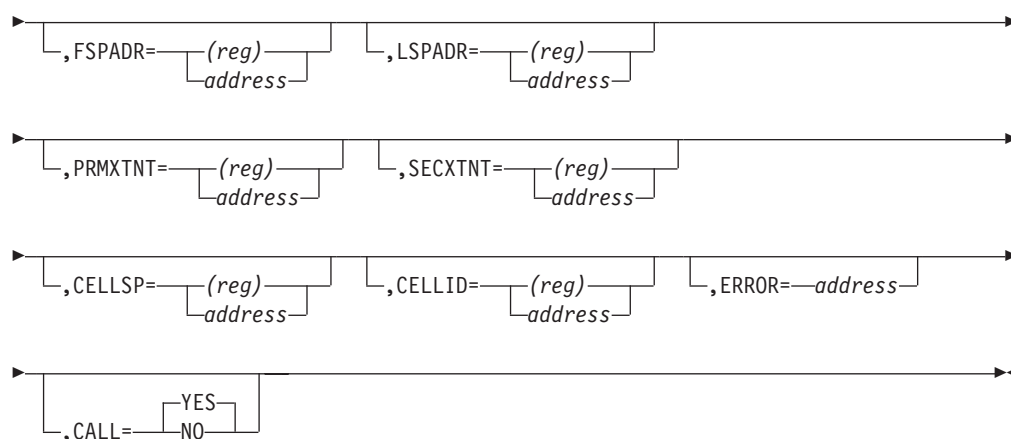 ,FSPADR= (reg) ,LSPADR= (reg)
address address
,PRMXTNT= (reg) ,SECXTNT= (reg)
address address
,CELLSP= (reg) ,CELLID= (reg) ,ERROR= address
address address
YES
,CALL= NO